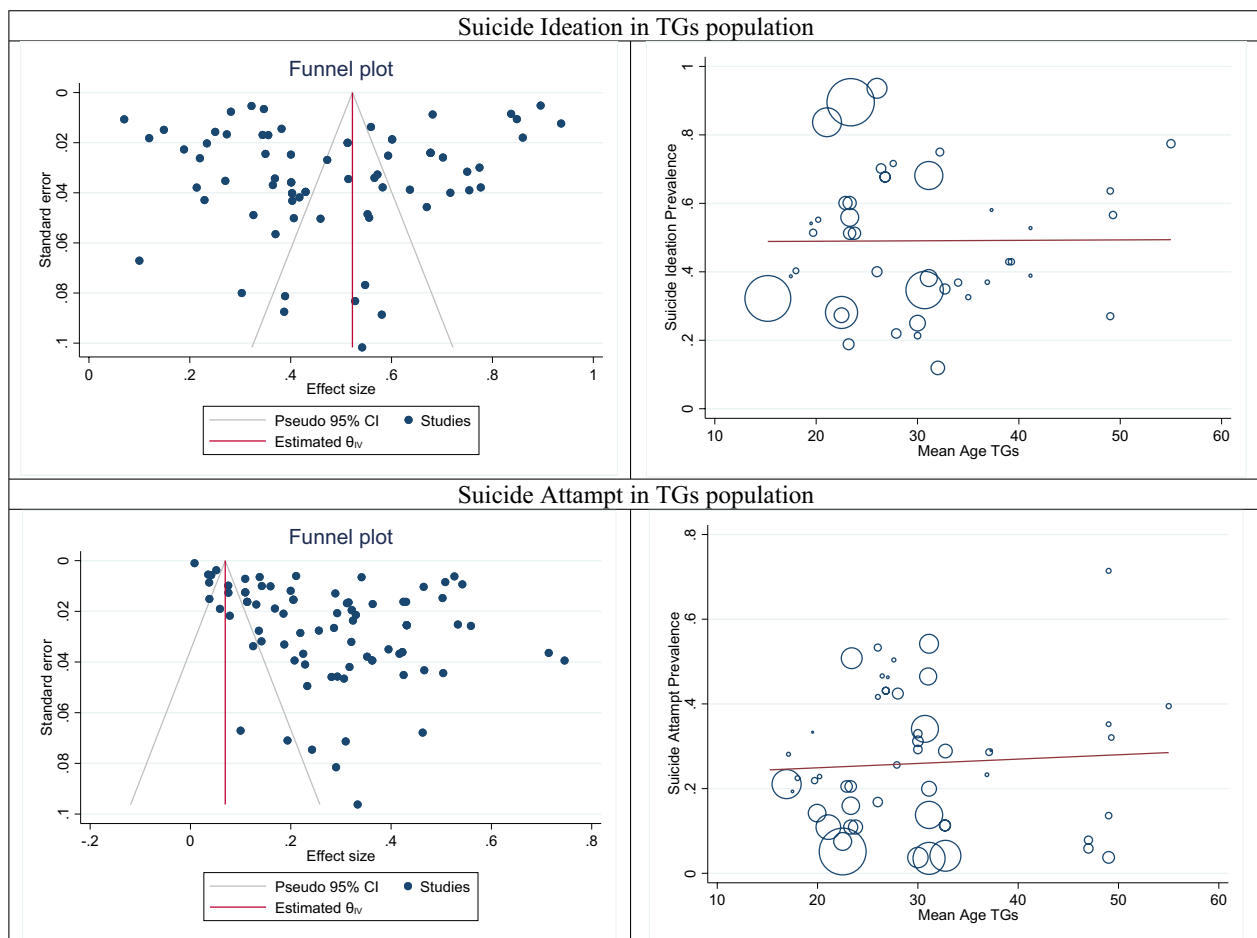 Suicide Ideation in TGs population
Funnel plot
0
.02
.04
.06
.08
.1
Standard error
0
.2
.4
.6
.8
1
Effect size
Pseudo 95% CI
Studies
Estimated θIV
1
.8
.6
.4
.2
0
Suicide Ideation Prevalence
10
20
30
40
50
60
Mean Age TGs
Suicide Attampt in TGs population
Funnel plot
0
.02
.04
.06
.08
.1
Standard error
-.2
0
.2
.4
.6
.8
Effect size
Pseudo 95% CI
Studies
Estimated θIV
.8
.6
.4
.2
0
Suicide Attampt Prevalence
10
20
30
40
50
60
Mean Age TGs